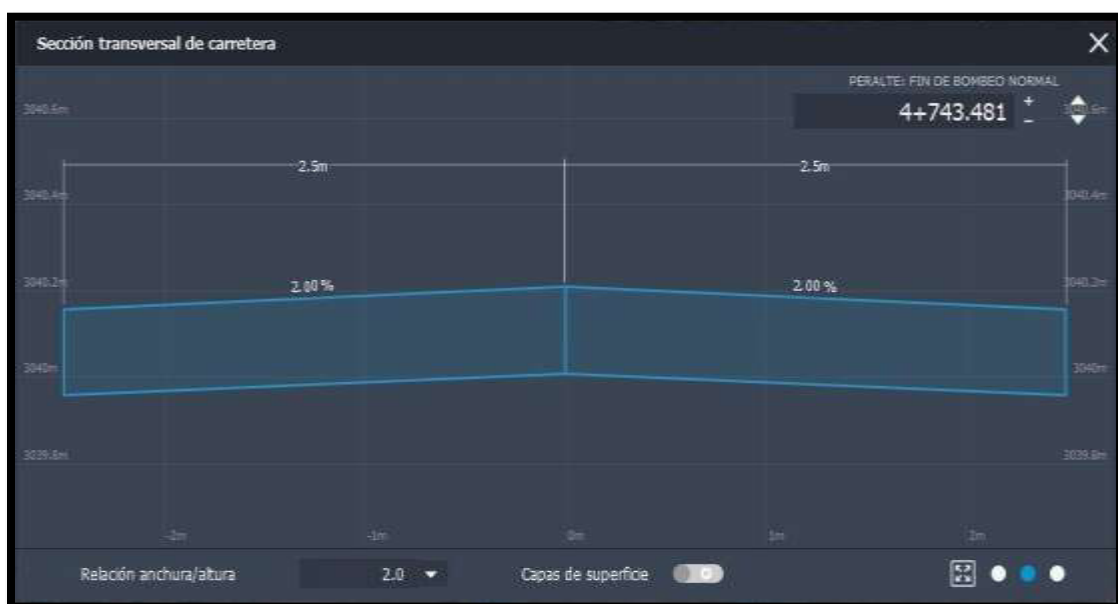 Sección transversal de carretera
PERALTE: FIN DE BOMBEO NORMAL
4+743.481 + −
3040.6m
2.5m 2.5m
3040.4m 3040.4m
2.00 % 2.00 %
3040.2m 3040.2m
3040m 3040m
3039.8m 3039.8m
-2m -1m 0m 1m 2m
Relación anchura/altura 2.0 Capas de superficie